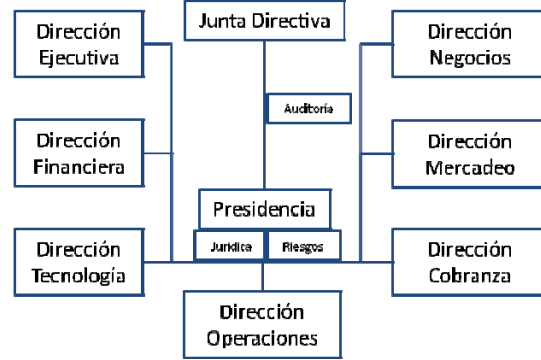 Dirección
Ejecutiva
Junta Directiva
Dirección
Negocios
Auditoría
Dirección
Financiera
Dirección
Mercadeo
Presidencia
Jurídica
Riesgos
Dirección
Tecnología
Dirección
Cobranza
Dirección
Operaciones